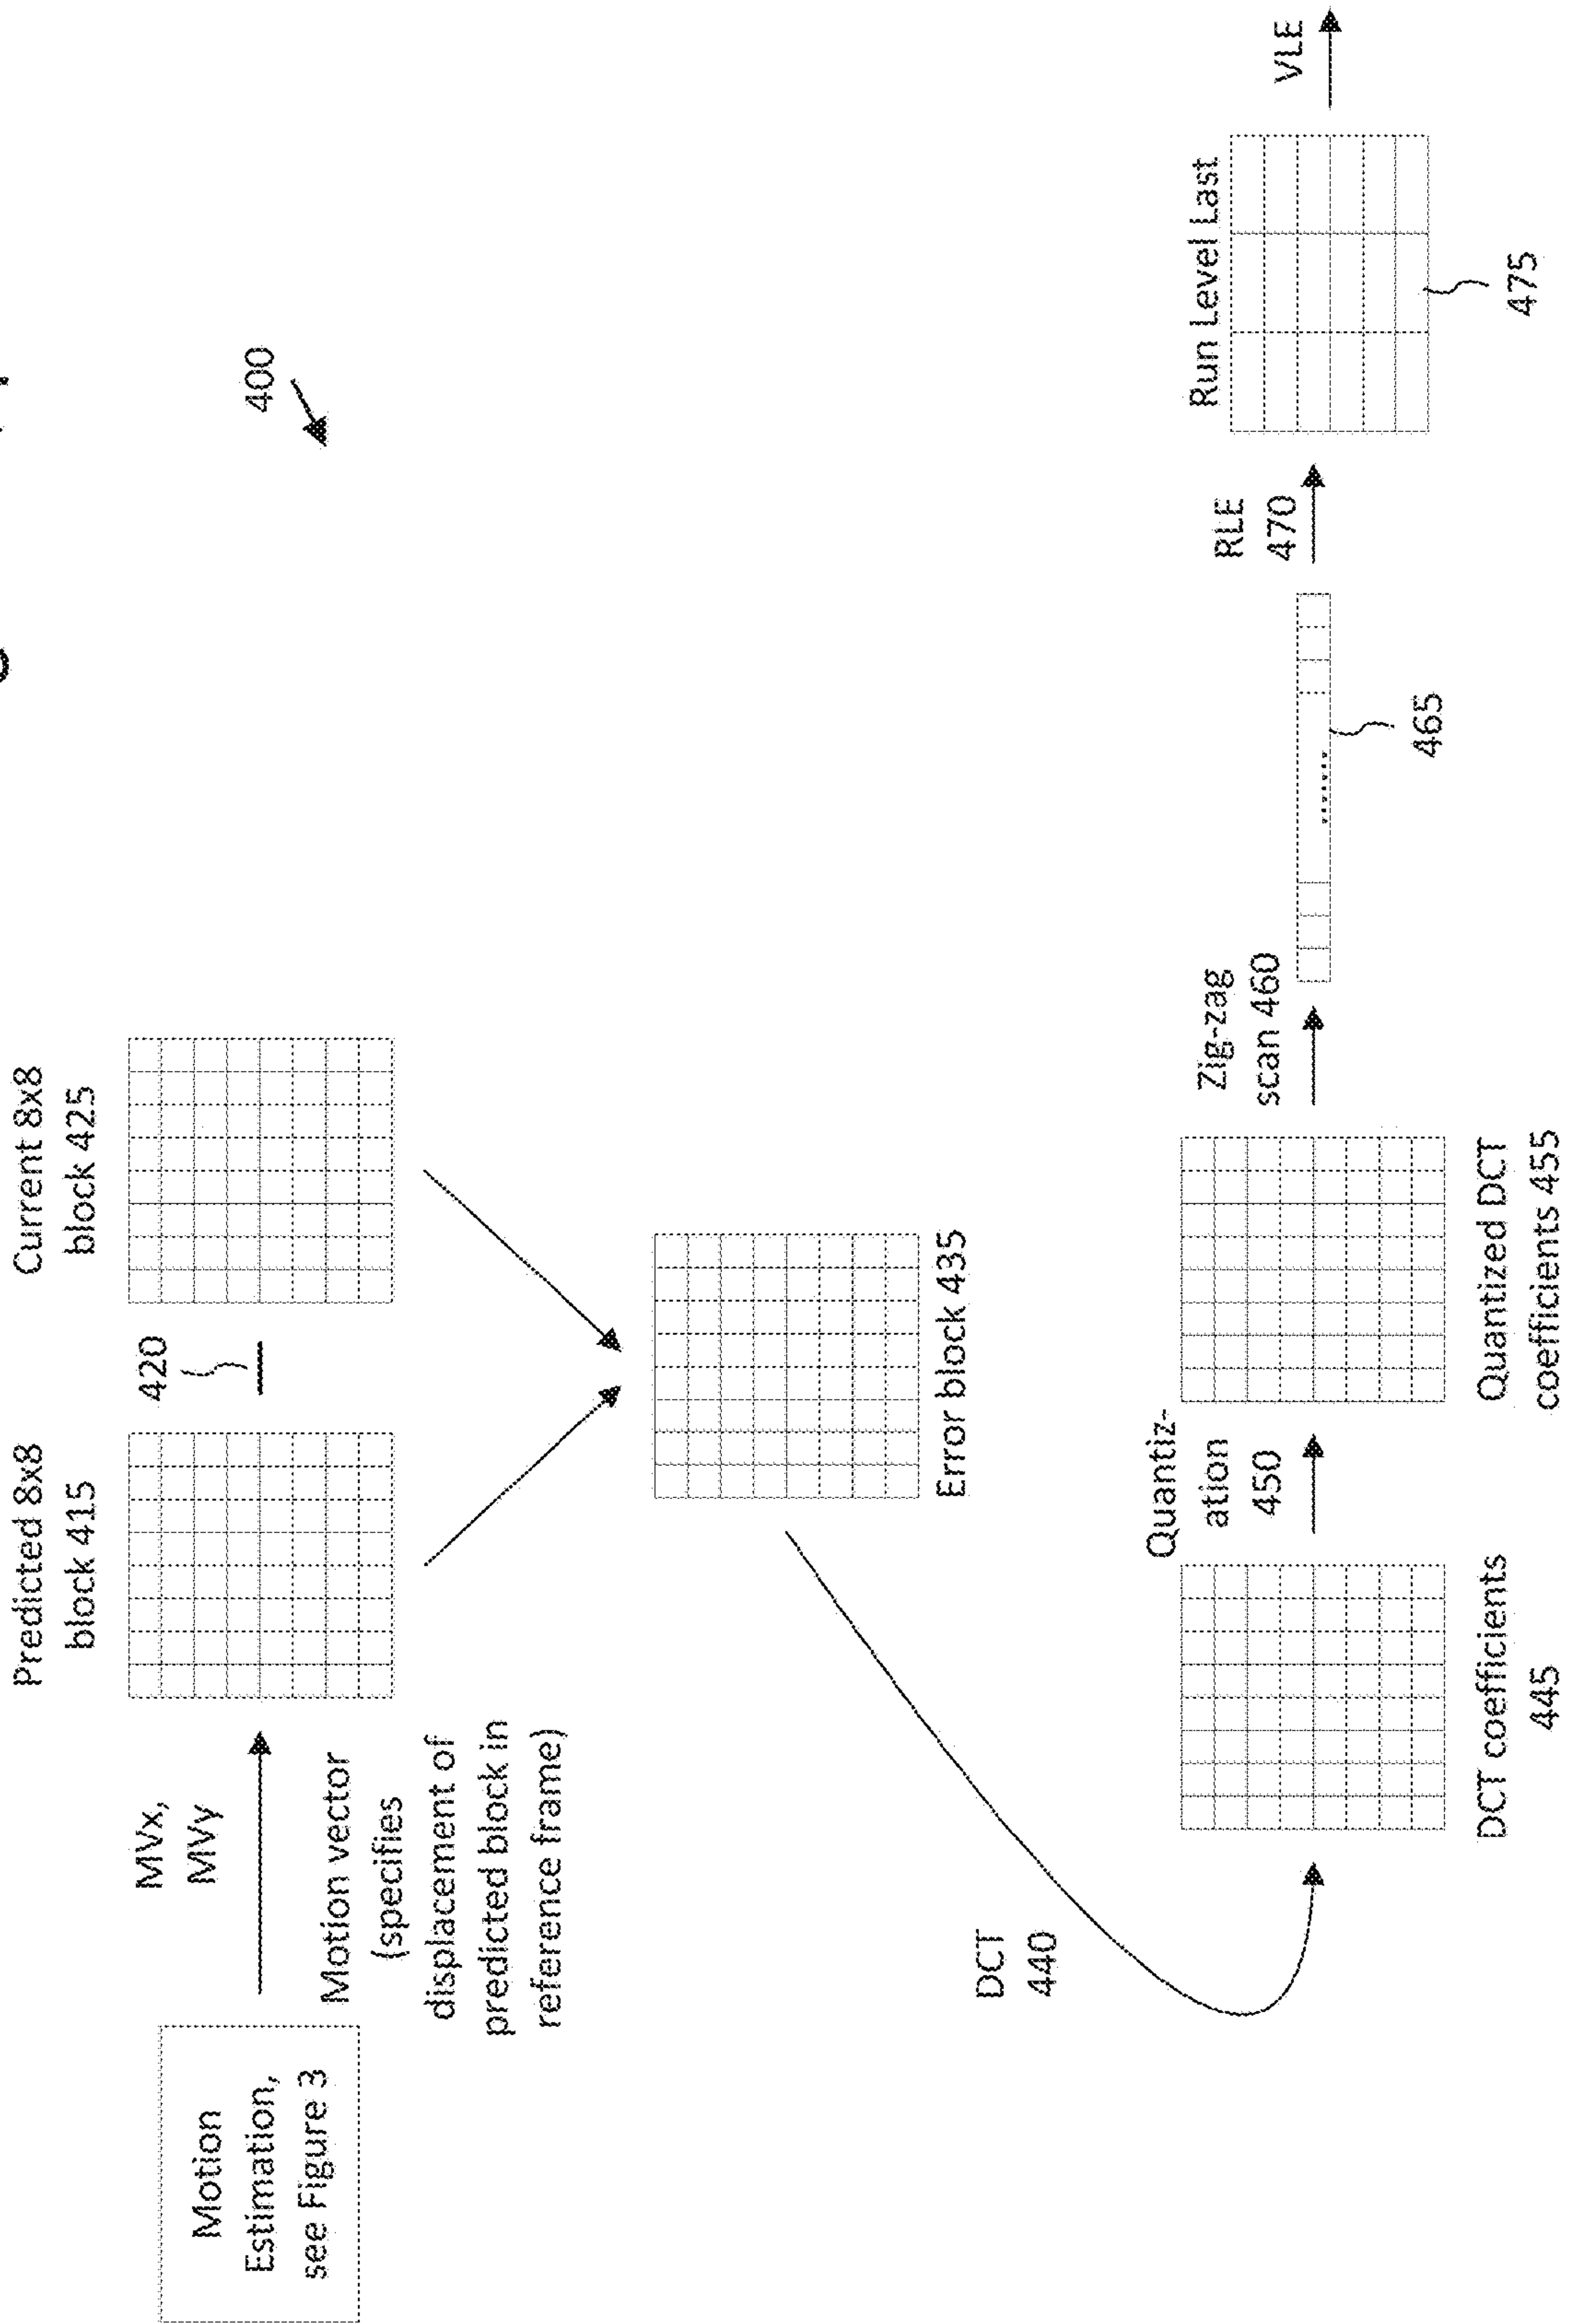 400
Motion
Estimation,
see Figure 3
MVx,
MVy
Motion vector
(specifies
displacement of
predicted block in
reference frame)
Predicted 8x8
block 415
420
Current 8x8
block 425
Error block 435
DCT
440
DCT coefficients
445
Quantiz-
ation
450
Quantized DCT
coefficients 455
Zig-zag
scan 460
465
RLE
470
Run Level Last
475
VLE